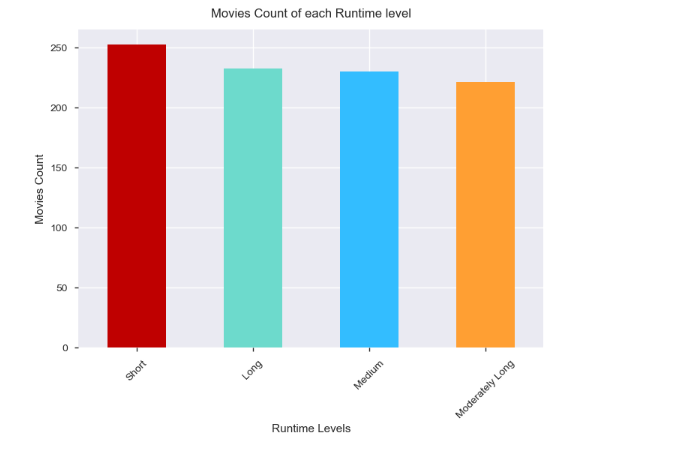 Movies Count of each Runtime level
250
200
150
100
50
0
Movies Count
Short
Long
Medium
Moderately Long
Runtime Levels